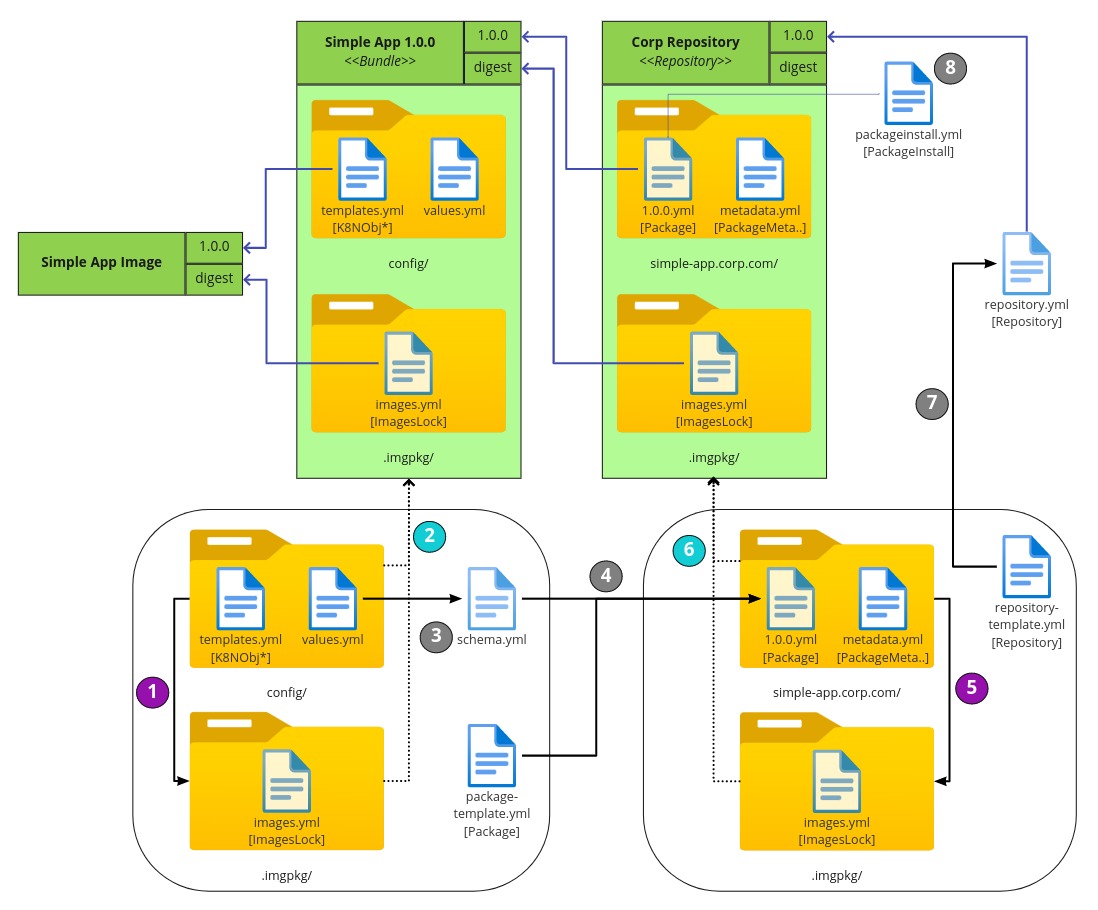 Simple App 1.0.0
<<Bundle>>
1.0.0
digest
templates.yml
[K8NObj*]
values.yml
config/
images.yml
[ImagesLock]
.imgpkg/
Corp Repository
<<Repository>>
1.0.0
digest
1.0.0.yml
[Package]
metadata.yml
[PackageMeta..]
simple-app.corp.com/
images.yml
[ImagesLock]
.imgpkg/
8
packageinstall.yml
[PackageInstall]
Simple App Image
1.0.0
digest
repository.yml
[Repository]
7
2
templates.yml
[K8NObj*]
values.yml
config/
3
schema.yml
1
images.yml
[ImagesLock]
.imgpkg/
package-
template.yml
[Package]
4
6
1.0.0.yml
[Package]
metadata.yml
[PackageMeta..]
simple-app.corp.com/
5
images.yml
[ImagesLock]
.imgpkg/
repository-
template.yml
[Repository]